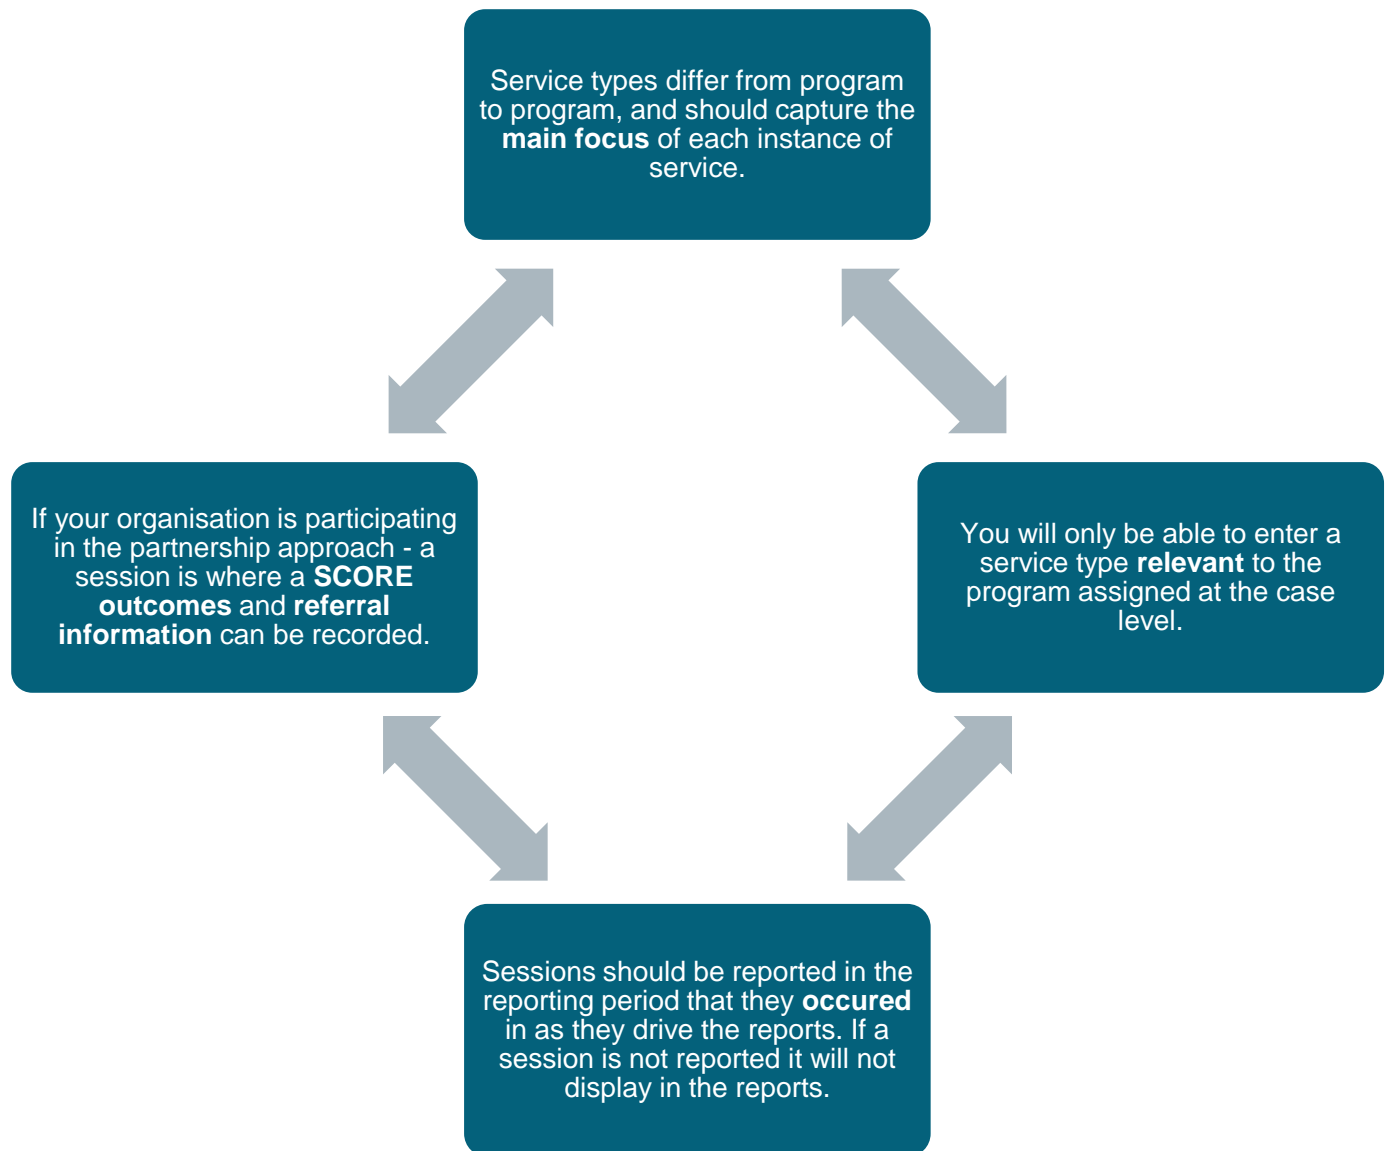 Service types differ from program
to program, and should capture the
main focus of each instance of
service.
If your organisation is participating
in the partnership approach - a
session is where a SCORE
outcomes and referral
information can be recorded.
You will only be able to enter a
service type relevant to the
program assigned at the case
level.
Sessions should be reported in the
reporting period that they occured
in as they drive the reports. If a
session is not reported it will not
display in the reports.